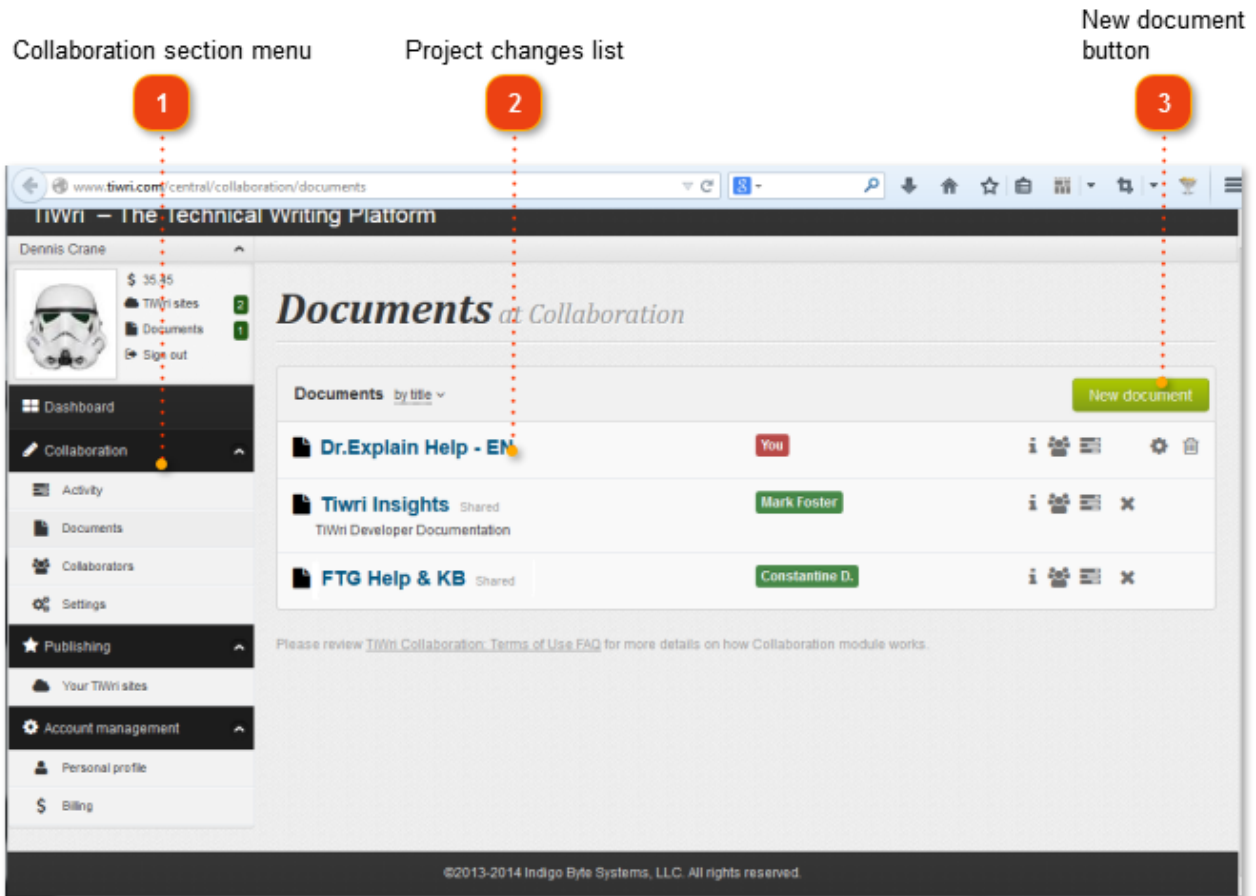 New document
button
Collaboration section menu
Project changes list
1
2
3
www.tiwri.com/central/collaboration/documents
8
TiWri – The Technical Writing Platform
Dennis Crane
$ 35.45
TiWri sites 2
Documents 1
Sign out
Documents at Collaboration
Dashboard
Collaboration
Activity
Documents
Collaborators
Settings
Publishing
Your TiWri sites
Account management
Personal profile
$ Billing
Documents by title
New document
Dr.Explain Help - EN You
Tiwri Insights Shared Mark Foster
TiWri Developer Documentation
FTG Help & KB Shared Constantine D.
Please review TiWri Collaboration: Terms of Use FAQ for more details on how Collaboration module works.
©2013-2014 Indigo Byte Systems, LLC. All rights reserved.